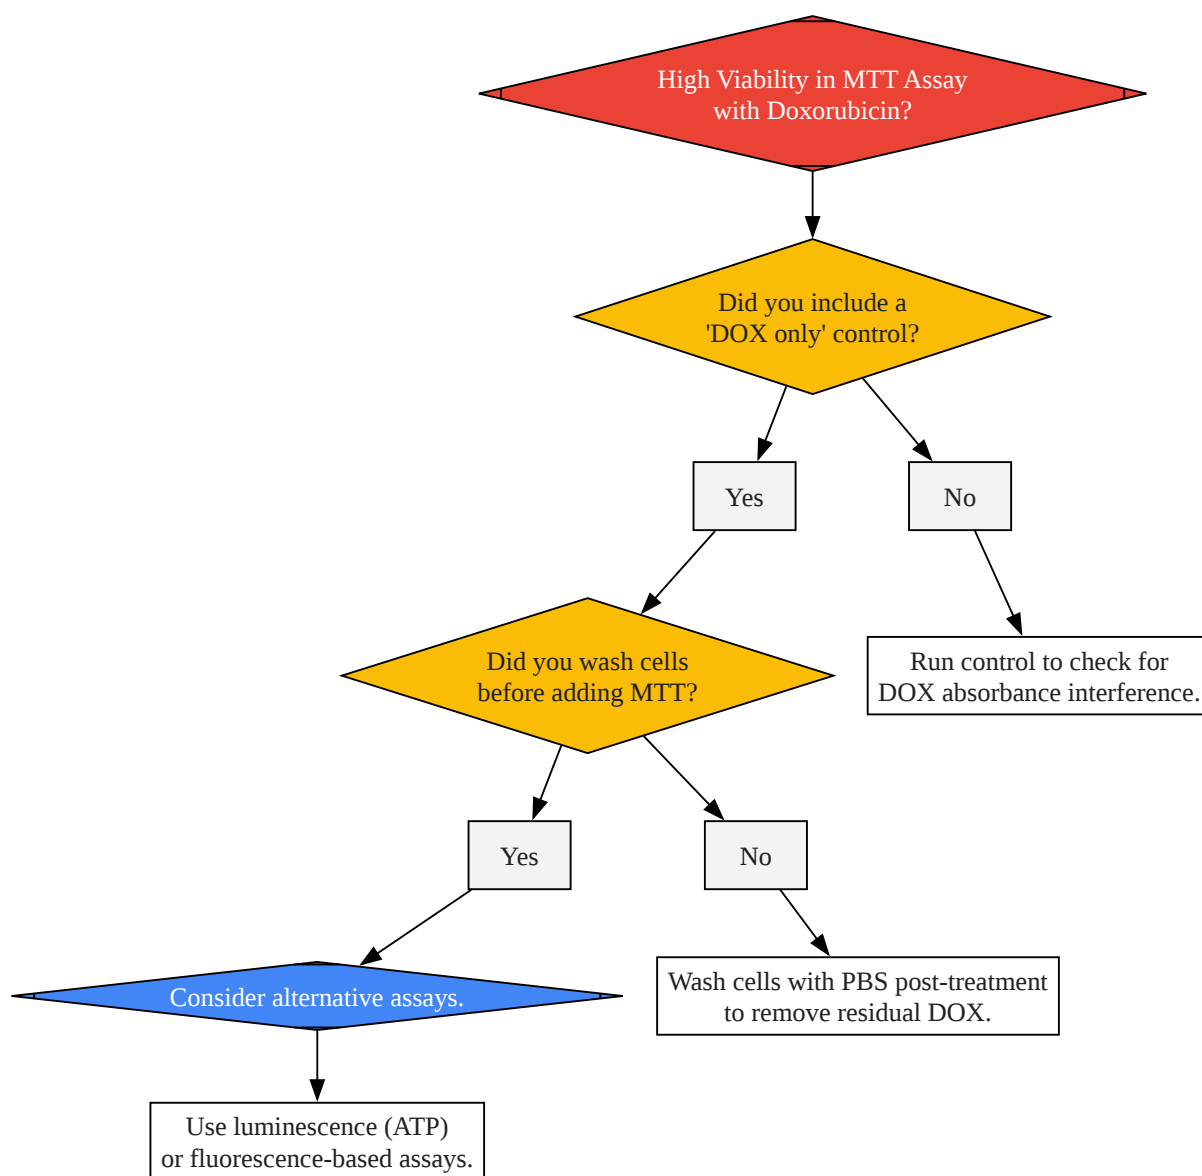 High Viability in MTT Assay
with Doxorubicin?
Did you include a
'DOX only' control?
Yes
No
Did you wash cells
before adding MTT?
Run control to check for
DOX absorbance interference.
Yes
No
Consider alternative assays.
Wash cells with PBS post-treatment
to remove residual DOX.
Use luminescence (ATP)
or fluorescence-based assays.